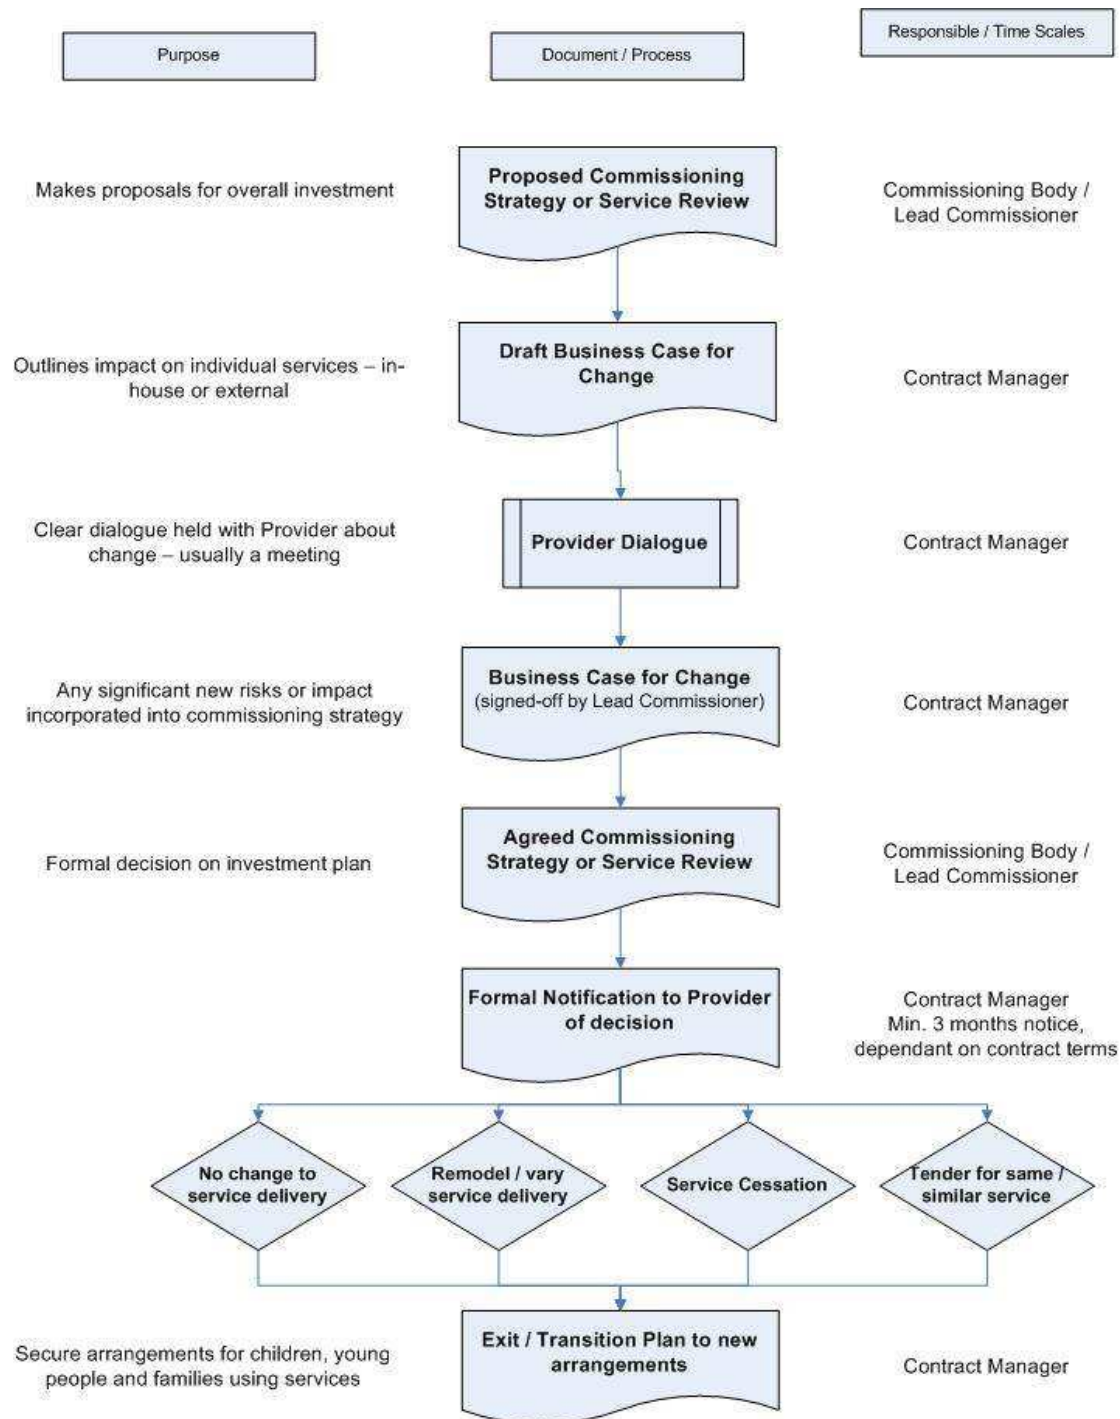 Purpose
Document / Process
Responsible / Time Scales
Makes proposals for overall investment
Proposed Commissioning
Strategy or Service Review
Commissioning Body /
Lead Commissioner
Outlines impact on individual services – in-
house or external
Draft Business Case for
Change
Contract Manager
Clear dialogue held with Provider about
change – usually a meeting
Provider Dialogue
Contract Manager
Any significant new risks or impact
incorporated into commissioning strategy
Business Case for Change
(signed-off by Lead Commissioner)
Contract Manager
Formal decision on investment plan
Agreed Commissioning
Strategy or Service Review
Commissioning Body /
Lead Commissioner
Formal Notification to Provider
of decision
Contract Manager
Min. 3 months notice,
dependant on contract terms
No change to
service delivery
Remodel / vary
service delivery
Service Cessation
Tender for same /
similar service
Secure arrangements for children, young
people and families using services
Exit / Transition Plan to new
arrangements
Contract Manager